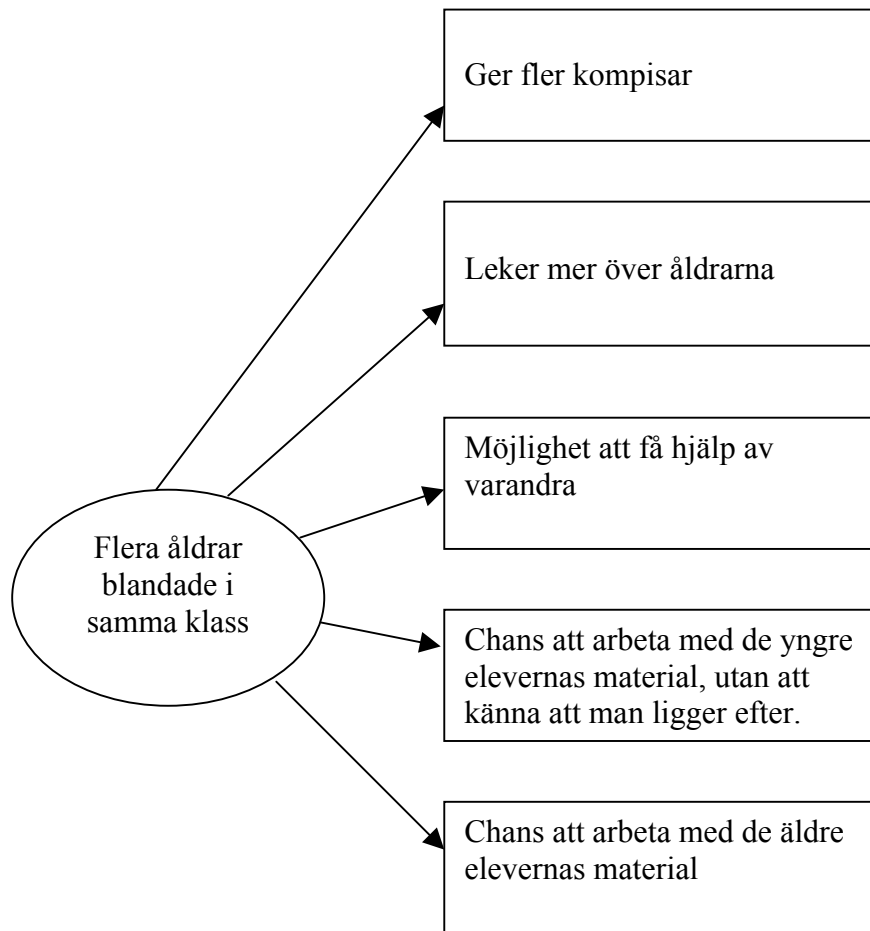 Ger fler kompisar
Leker mer över åldrarna
Möjlighet att få hjälp av
varandra
Flera åldrar
blandade i
samma klass
Chans att arbeta med de yngre
elevernas material, utan att
känna att man ligger efter.
Chans att arbeta med de äldre
elevernas material